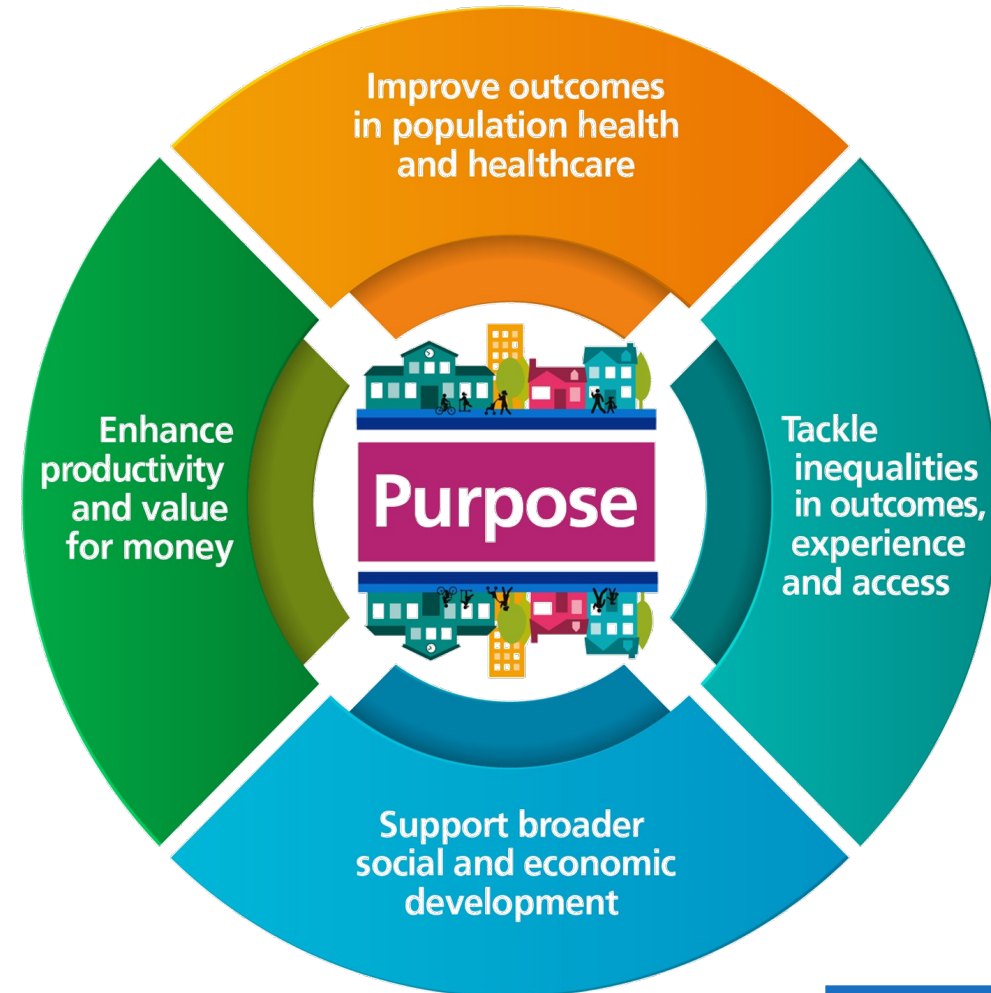 Improve outcomes
in population health
and healthcare
Tackle
inequalities
in outcomes,
experience
and access
Support broader
social and economic
development
Enhance
productivity
and value
for money
Purpose